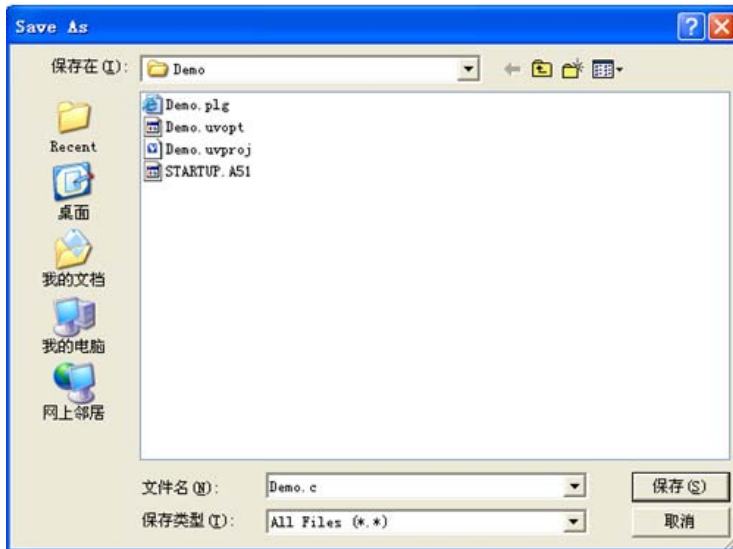 Save As
保存在(I):
Demo
Recent
桌面
我的文档
我的电脑
网上邻居
Demo.plg
Demo.uvopt
Demo.uvproj
STARTUP.A51
文件名(N):
Demo.c
保存(S)
保存类型(T):
All Files (*.*)
取消